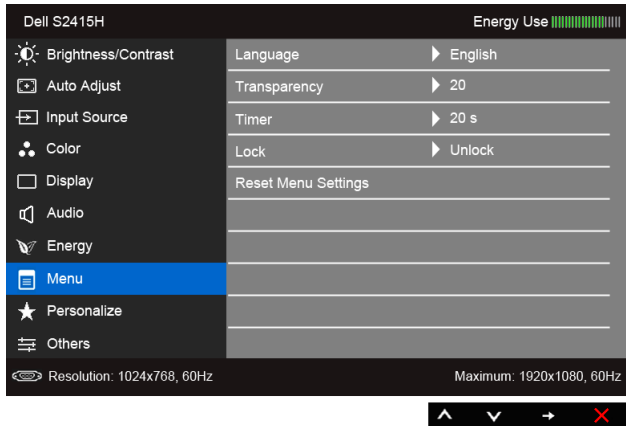 Dell S2415H Energy Use
Brightness/Contrast Language English
Auto Adjust Transparency 20
Input Source Timer 20 s
Color Lock Unlock
Display Reset Menu Settings
Audio
Energy
Menu
Personalize
Others
Resolution: 1024x768, 60Hz Maximum: 1920x1080, 60Hz